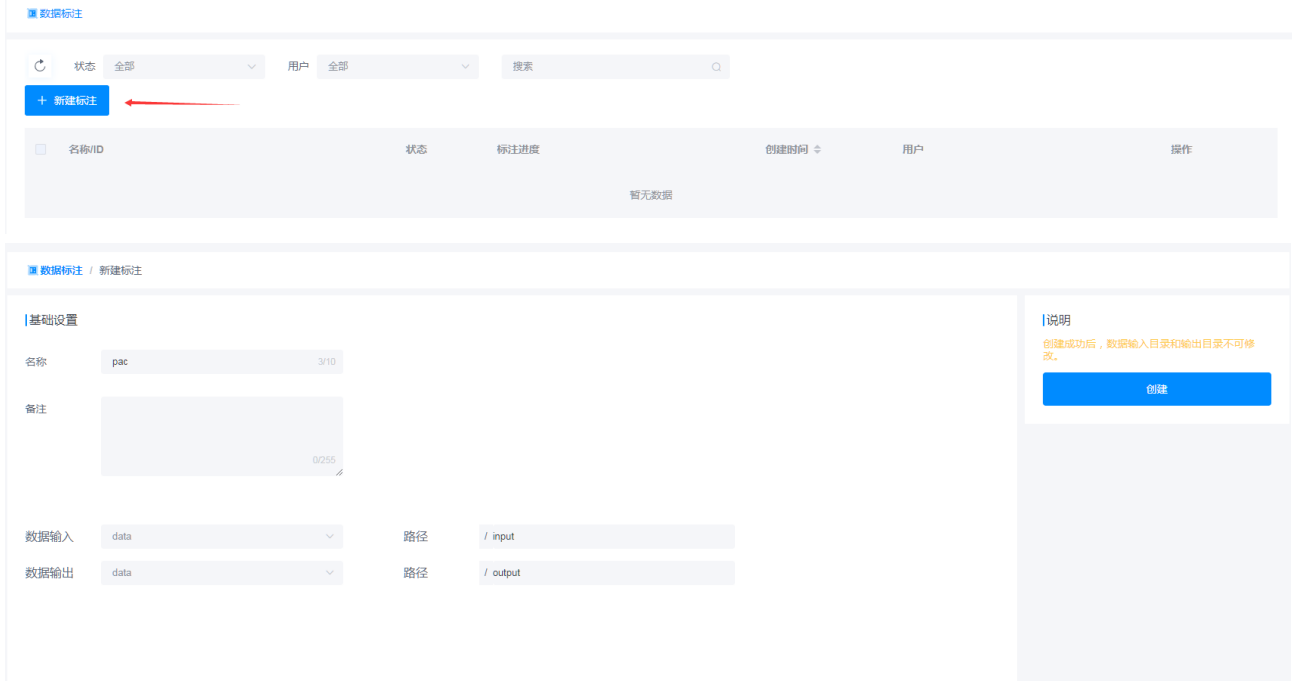 数据标注
状态 全部 用户 全部 搜索
+ 新建标注
名称/ID 状态 标注进度 创建时间 用户 操作
暂无数据
数据标注 / 新建标注
基础设置
名称 pac 3/10
备注
0/255
数据输入 data 路径 / input
数据输出 data 路径 / output
说明
创建成功后，数据输入目录和输出目录不可修
改。
创建